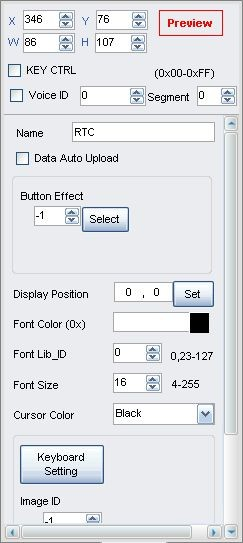 X 346 Y 76 Preview
W 86 H 107
KEY CTRL (0x00-0xFF)
Voice ID 0 Segment 0
Name RTC
Data Auto Upload
Button Effect
-1 Select
Display Position 0 , 0 Set
Font Color (0x)
Font Lib_ID 0 0,23-127
Font Size 16 4-255
Cursor Color Black
Keyboard
Setting
Image ID
-1